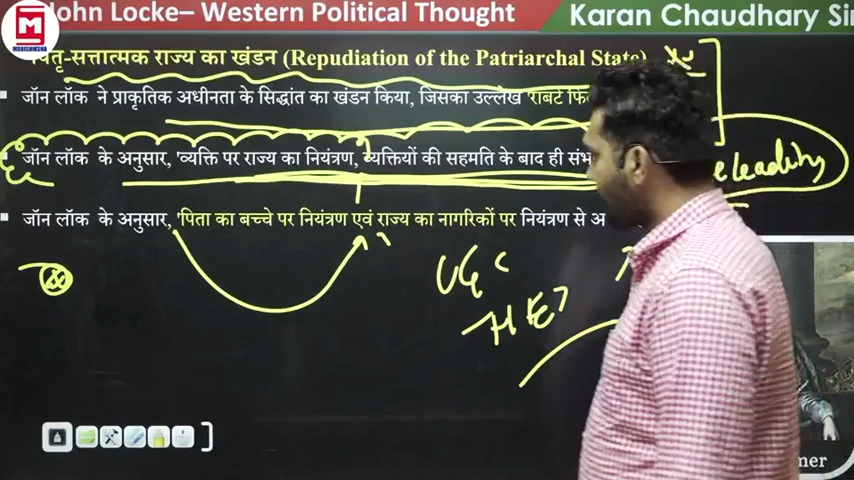 John Locke– Western Political Thought
Karan Chaudhary Sir
MOBISHIKSHA
पितृ-सत्तात्मक राज्य का खंडन (Repudiation of the Patriarchal State)
जॉन लॉक ने प्राकृतिक अधीनता के सिद्धांत का खंडन किया, जिसका उल्लेख 'राबर्ट
जॉन लॉक के अनुसार, 'व्यक्ति पर राज्य का नियंत्रण, व्यक्तियों की सहमति के बाद ही
leading
जॉन लॉक के अनुसार, 'पिता का बच्चे पर नियंत्रण एवं राज्य का नागरिकों पर नियंत्रण से
UGC
NET
mer